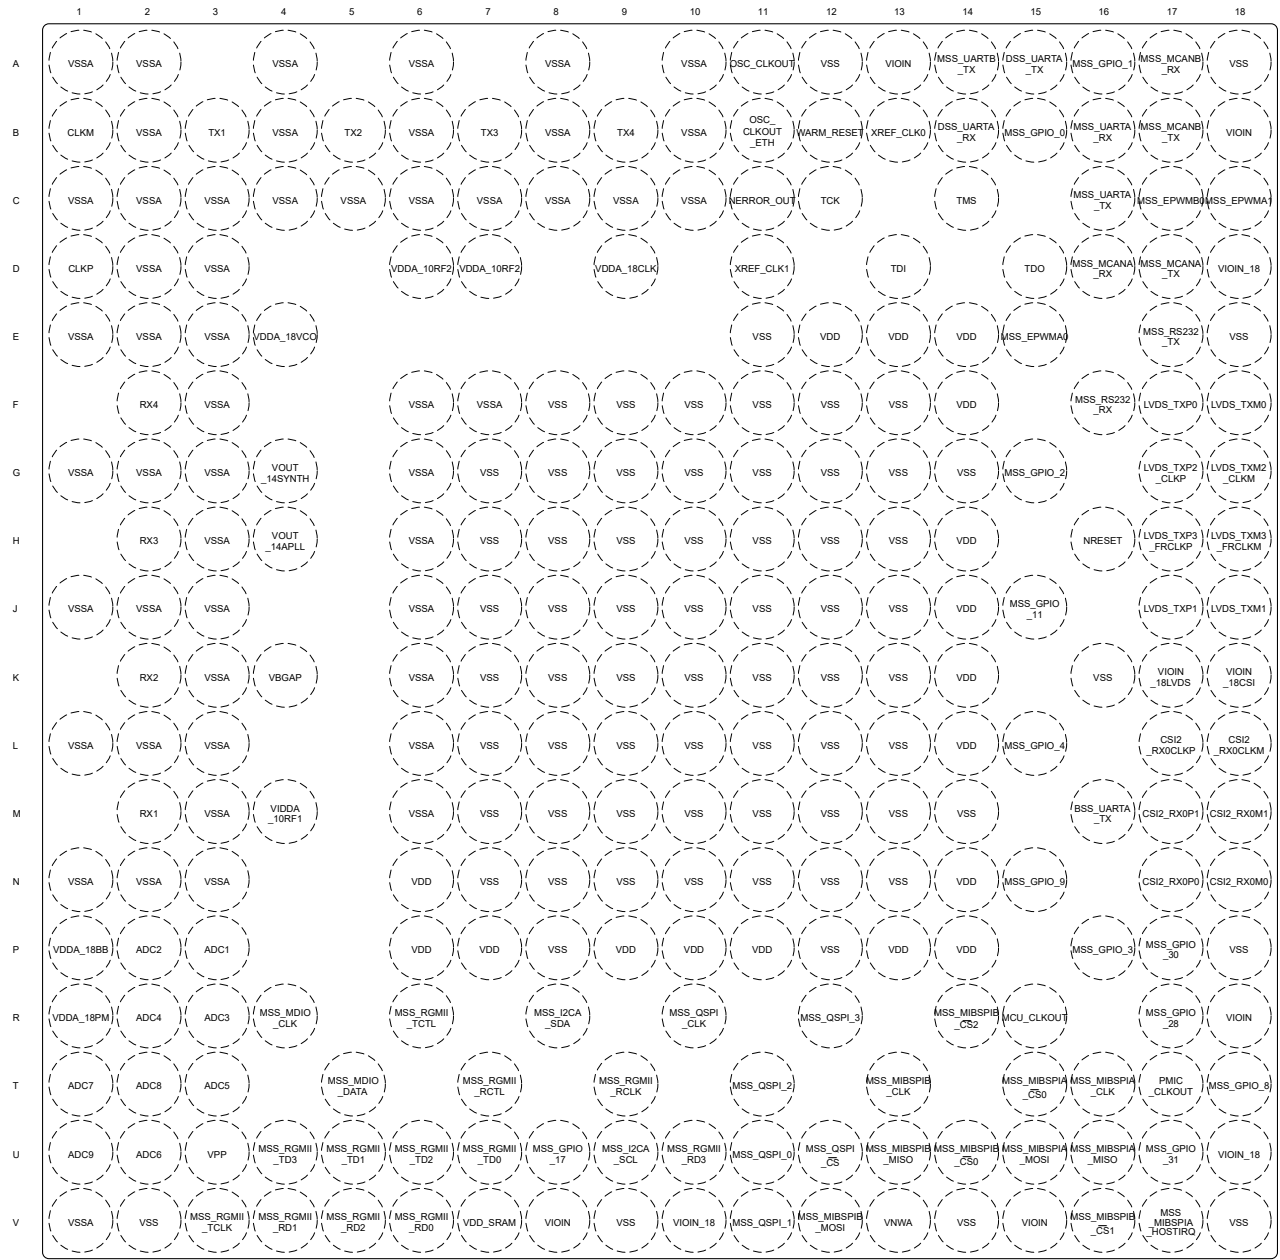 1 2 3 4 5 6 7 8 9 10 11 12 13 14 15 16 17 18
A VSSA VSSA VSSA VSSA VSSA VSSA OSC_CLKOUT VSS VIOIN MSS_UARTB_TX DSS_UARTA_TX MSS_GPIO_1 MSS_MCANB_RX VSS
B CLKM VSSA TX1 VSSA TX2 VSSA TX3 VSSA TX4 VSSA OSC_CLKOUT_ETH WARM_RESET XREF_CLK0 DSS_UARTA_RX MSS_GPIO_0 MSS_UARTA_RX MSS_MCANB_TX VIOIN
C VSSA VSSA VSSA VSSA VSSA VSSA VSSA VSSA VSSA VSSA NERROR_OUT TCK TMS MSS_UARTA_TX MSS_EPWMB0 MSS_EPWMA1
D CLKP VSSA VSSA VDDA_10RF2 VDDA_10RF2 VDDA_18CLK XREF_CLK1 TDI TDO MSS_MCANA_RX MSS_MCANA_TX VIOIN_18
E VSSA VSSA VSSA VDDA_18VCO VSS VDD VDD VDD MSS_EPWMA0 MSS_RS232_TX VSS
F RX4 VSSA VSSA VSSA VSS VSS VSS VSS VSS VSS VDD MSS_RS232_RX LVDS_TXP0 LVDS_TXM0
G VSSA VSSA VSSA VOUT_14SYNTH VSSA VSS VSS VSS VSS VSS VSS VSS VSS MSS_GPIO_2 LVDS_TXP2_CLKP LVDS_TXM2_CLKM
H RX3 VSSA VOUT_14APLL VSSA VSS VSS VSS VSS VSS VSS VSS VDD NRESET LVDS_TXP3_FRCLKP LVDS_TXM3_FRCLKM
J VSSA VSSA VSSA VSSA VSS VSS VSS VSS VSS VSS VSS VDD MSS_GPIO_11 LVDS_TXP1 LVDS_TXM1
K RX2 VSSA VBGAP VSSA VSS VSS VSS VSS VSS VSS VSS VDD VSS VIOIN_18LVDS VIOIN_18CSI
L VSSA VSSA VSSA VSSA VSS VSS VSS VSS VSS VSS VSS VDD MSS_GPIO_4 CSI2_RX0CLKP CSI2_RX0CLKM
M RX1 VSSA VIDDA_10RF1 VSSA VSS VSS VSS VSS VSS VSS VSS VSS BSS_UARTA_TX CSI2_RX0P1 CSI2_RX0M1
N VSSA VSSA VSSA VDD VSS VSS VSS VSS VSS VSS VSS VDD MSS_GPIO_9 CSI2_RX0P0 CSI2_RX0M0
P VDDA_18BB ADC2 ADC1 VDD VDD VSS VDD VDD VDD VSS VDD VDD MSS_GPIO_3 MSS_GPIO_30 VSS
R VDDA_18PM ADC4 ADC3 MSS_MDIO_CLK MSS_RGMII_TCTL MSS_I2CA_SDA MSS_QSPI_CLK MSS_QSPI_3 MSS_MIBSPIB_CS2 MCU_CLKOUT MSS_GPIO_28 VIOIN
T ADC7 ADC8 ADC5 MSS_MDIO_DATA MSS_RGMII_RCTL MSS_RGMII_RCLK MSS_QSPI_2 MSS_MIBSPIB_CLK MSS_MIBSPIA_CS0 MSS_MIBSPIA_CLK PMIC_CLKOUT MSS_GPIO_8
U ADC9 ADC6 VPP MSS_RGMII_TD3 MSS_RGMII_TD1 MSS_RGMII_TD2 MSS_RGMII_TD0 MSS_GPIO_17 MSS_I2CA_SCL MSS_RGMII_RD3 MSS_QSPI_0 MSS_QSPI_CS MSS_MIBSPIB_MISO MSS_MIBSPIB_CS0 MSS_MIBSPIA_MOSI MSS_MIBSPIA_MISO MSS_GPIO_31 VIOIN_18
V VSSA VSS MSS_RGMII_TCLK MSS_RGMII_RD1 MSS_RGMII_RD2 MSS_RGMII_RD0 VDD_SRAM VIOIN VSS VIOIN_18 MSS_QSPI_1 MSS_MIBSPIB_MOSI VNWA VSS VIOIN MSS_MIBSPIB_CS1 MSS_MIBSPIA_HOSTIRQ VSS